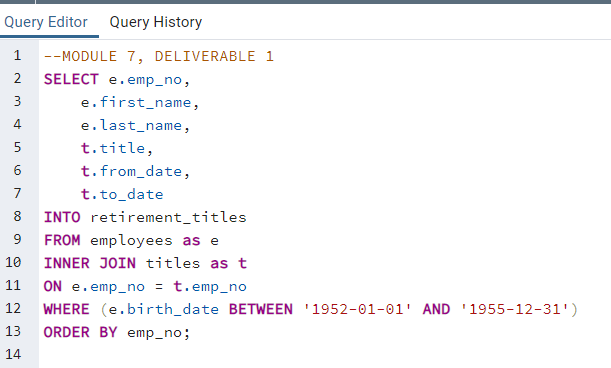 Query Editor Query History
1 --MODULE 7, DELIVERABLE 1
2 SELECT e.emp_no,
3     e.first_name,
4     e.last_name,
5     t.title,
6     t.from_date,
7     t.to_date
8 INTO retirement_titles
9 FROM employees as e
10 INNER JOIN titles as t
11 ON e.emp_no = t.emp_no
12 WHERE (e.birth_date BETWEEN '1952-01-01' AND '1955-12-31')
13 ORDER BY emp_no;
14